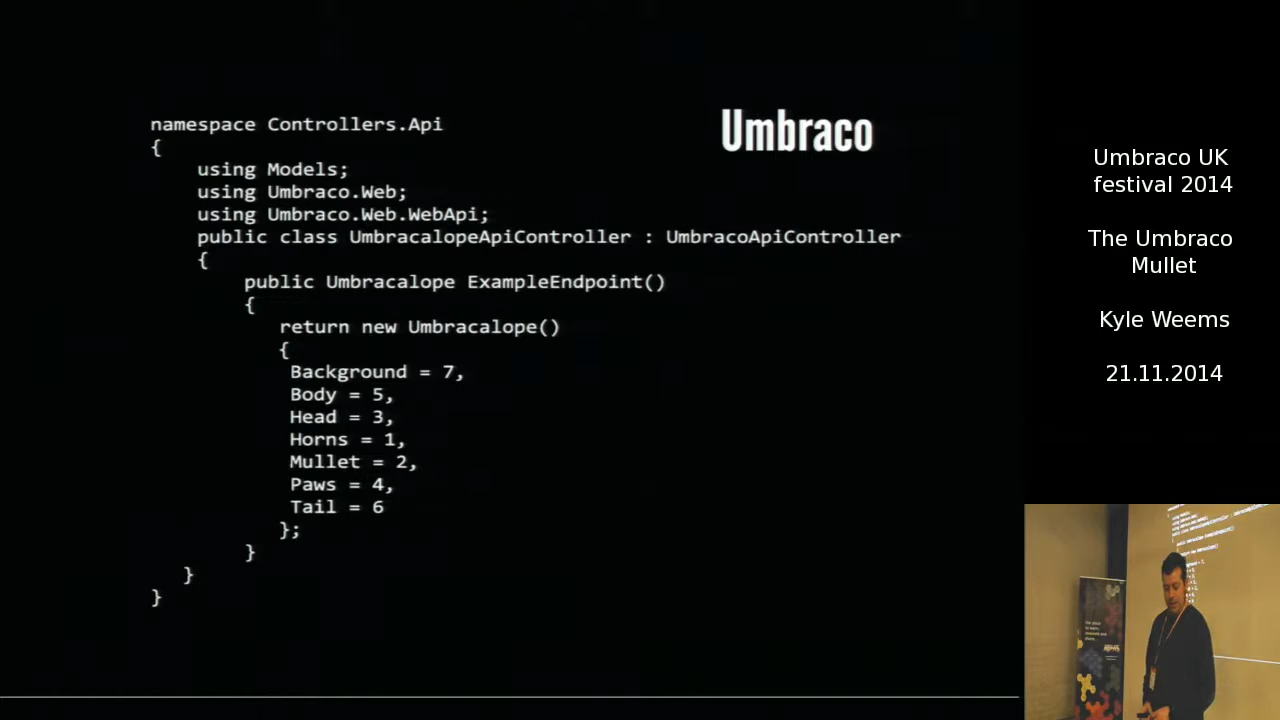 Umbraco
namespace Controllers.Api
{
using Models;
using Umbraco.Web;
using Umbraco.Web.WebApi;
public class UmbracalopeApiController : UmbracoApiController
{
public Umbracalope ExampleEndpoint()
{
return new Umbracalope()
{
Background = 7,
Body = 5,
Head = 3,
Horns = 1,
Mullet = 2,
Paws = 4,
Tail = 6
};
}
}
}
Umbraco UK
festival 2014
The Umbraco
Mullet
Kyle Weems
21.11.2014